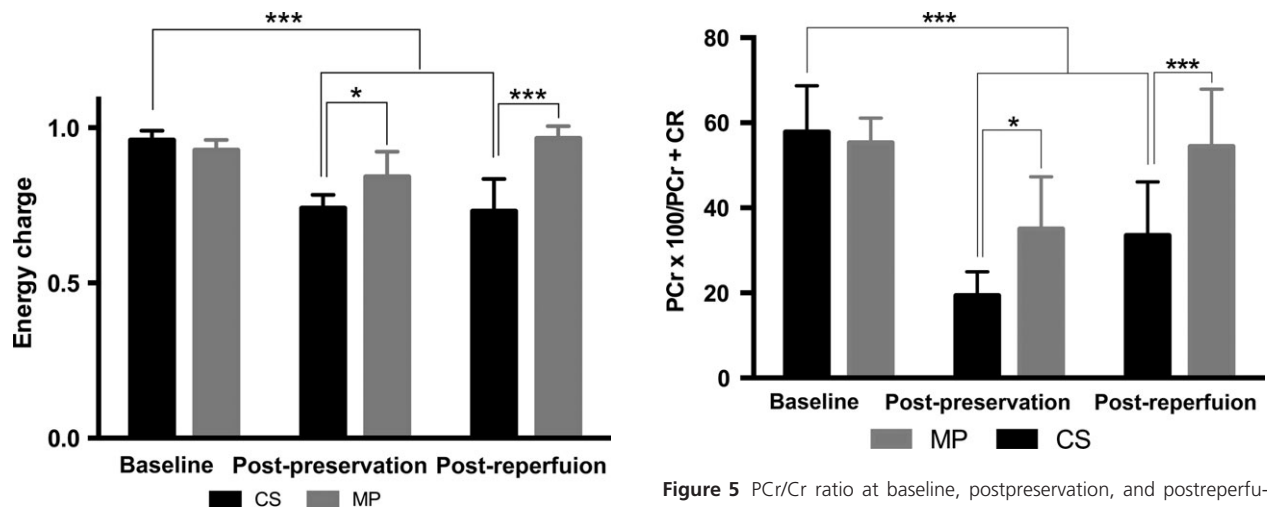 ***
*
***
1.0
0.5
0.0
Energy charge
Baseline Post-preservation Post-reperfuion
CS MP
***
***
*
80
60
40
20
0
PCr x 100/PCr + CR
Baseline Post-preservation Post-reperfuion
MP CS
Figure 5 PCr/Cr ratio at baseline, postpreservation, and postreperfu-